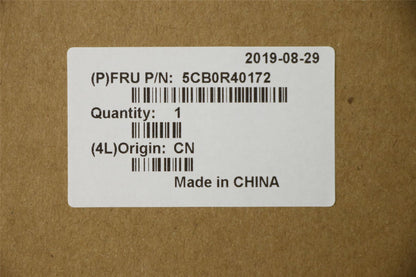 2019-08-29
(P)FRU P/N: 5CB0R40172
Quantity: 1
(4L)Origin: CN
Made in CHINA